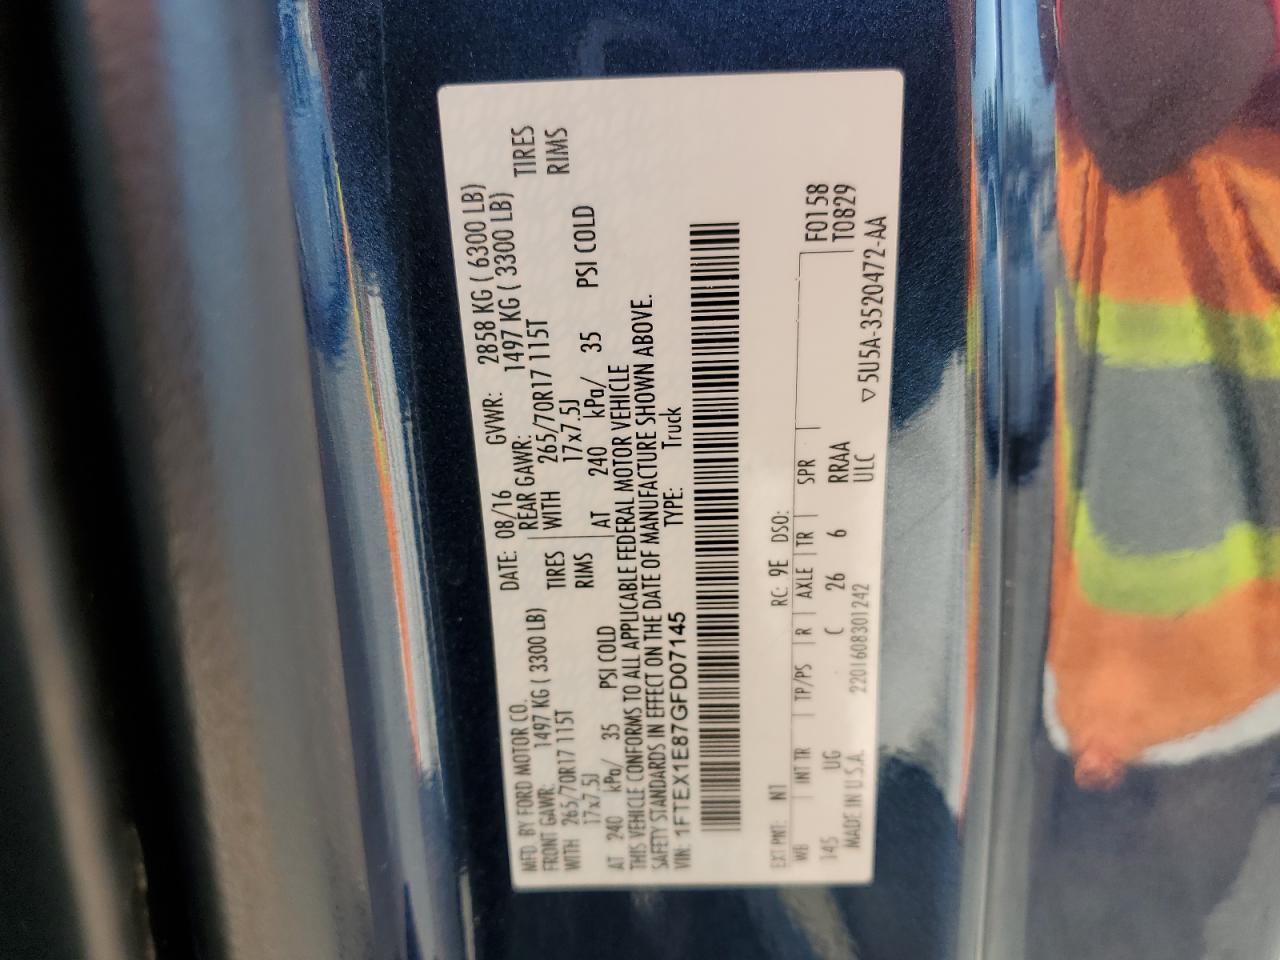 MFD. BY FORD MOTOR CO.  DATE: 08/16  GVWR: 2858 KG ( 6300 LB)
FRONT GAWR: 1497 KG ( 3300 LB)  REAR GAWR: 1497 KG ( 3300 LB)
WITH 265/70R17 115T  TIRES WITH 265/70R17 115T  TIRES
17x7.5J  RIMS  17x7.5J  RIMS
AT 240 kPa/ 35 PSI COLD  AT 240 kPa/ 35 PSI COLD
THIS VEHICLE CONFORMS TO ALL APPLICABLE FEDERAL MOTOR VEHICLE
SAFETY STANDARDS IN EFFECT ON THE DATE OF MANUFACTURE SHOWN ABOVE.
VIN: 1FTEX1E87GFD07145  TYPE: Truck
EXT PNT: N1  RC: 9E  DSO:
WB INT TR TP/PS R AXLE TR SPR  F0158
145 UG C 26 6 RRAA  T0829
MADE IN U.S.A. 2201608301242 ULC ▽ 5U5A-3520472-AA